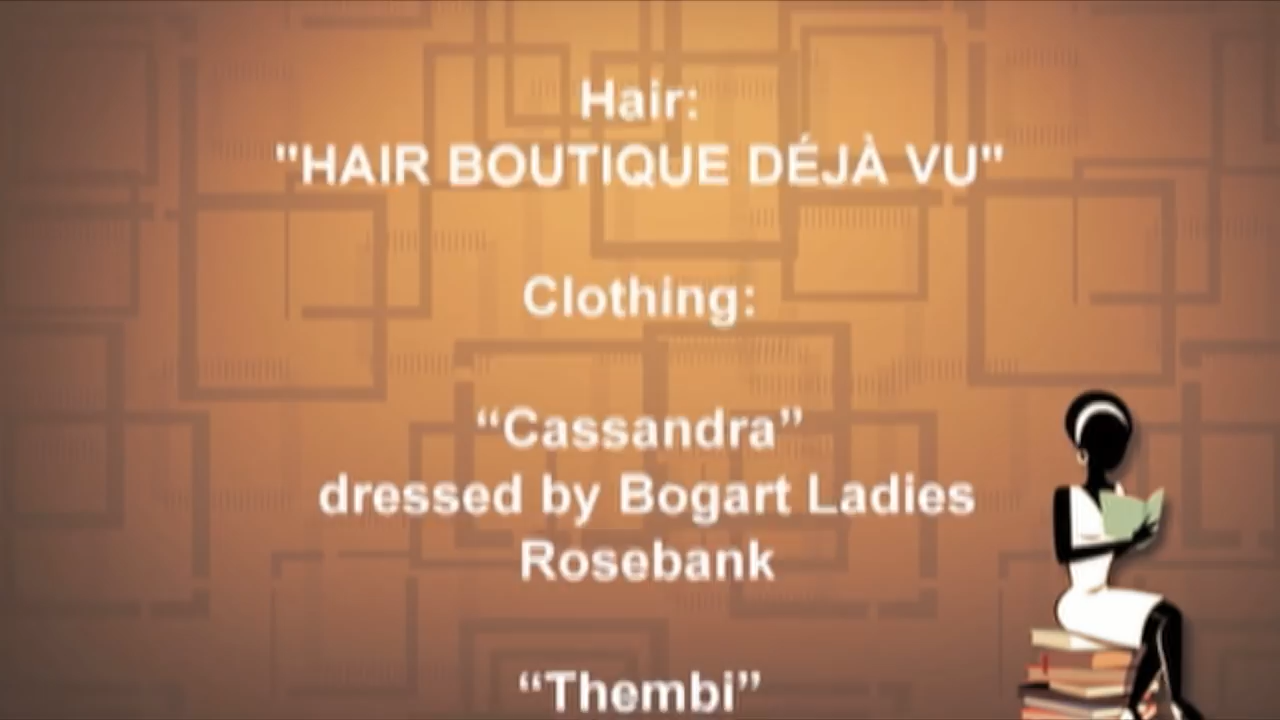 Hair:
"HAIR BOUTIQUE DÉJÀ VU"
Clothing:
“Cassandra”
dressed by Bogart Ladies
Rosebank
“Thembi”